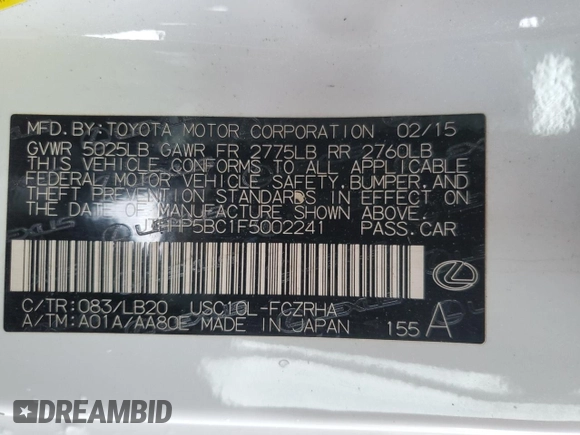 MFD.BY:TOYOTA MOTOR CORPORATION 02/15
GVWR 5025LB GAWR FR 2775LB RR 2760LB
THIS VEHICLE CONFORMS TO ALL APPLICABLE
FEDERAL MOTOR VEHICLE SAFETY,BUMPER,AND
THEFT PREVENTION STANDARDS IN EFFECT ON
THE DATE OF MANUFACTURE SHOWN ABOVE.
PASS.CAR
C/TR:083/LB20 USC10L-FCZRHA
A/TM:A01A/AA80E MADE IN JAPAN 155 A
DREAMBID